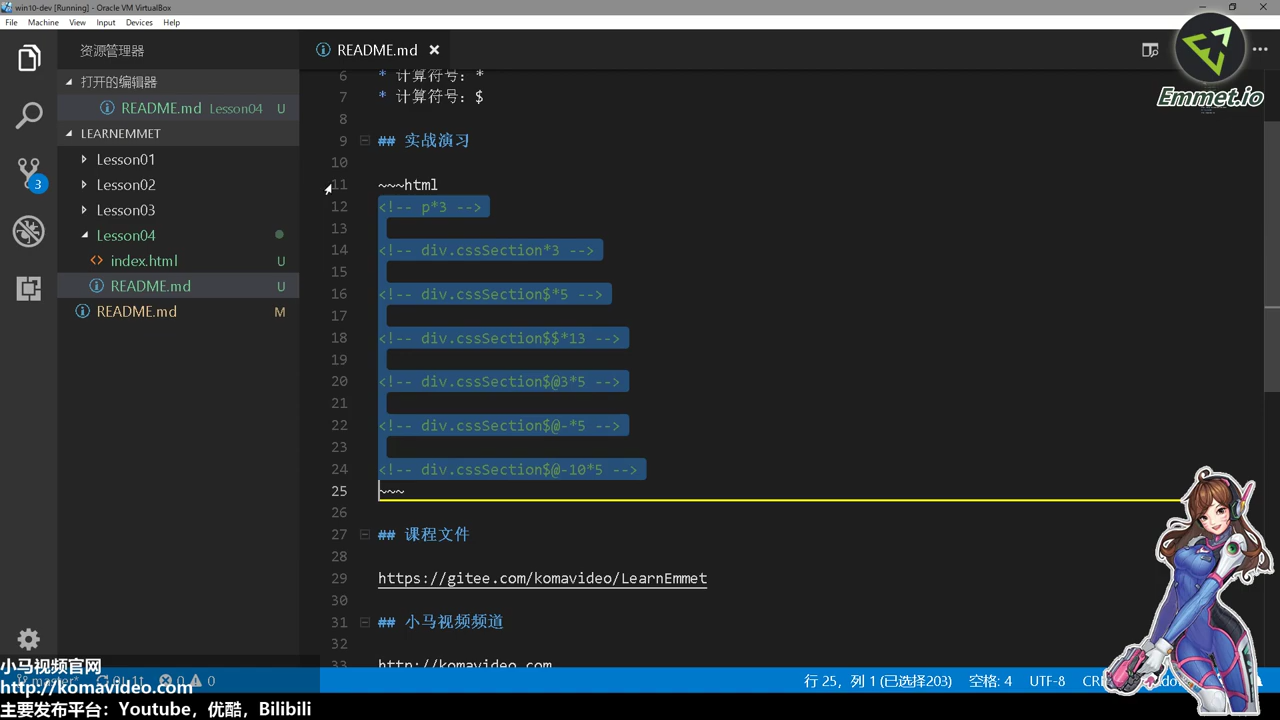 win10-dev [Running] - Oracle VM VirtualBox
File Machine View Input Devices Help
资源管理器
README.md
打开的编辑器
README.md Lesson04 U
LEARNEMMET
Lesson01
Lesson02
Lesson03
Lesson04
index.html U
README.md U
README.md M
3
6 * 计算符号: *
7 * 计算符号: $
8
9 ## 实战演习
10
11 ~~~html
12 <!-- p*3 -->
13
14 <!-- div.cssSection*3 -->
15
16 <!-- div.cssSection$*5 -->
17
18 <!-- div.cssSection$$*13 -->
19
20 <!-- div.cssSection$@3*5 -->
21
22 <!-- div.cssSection$@-*5 -->
23
24 <!-- div.cssSection$@-10*5 -->
25 ~~~
26
27 ## 课程文件
28
29 https://gitee.com/komavideo/LearnEmmet
30
31 ## 小马视频频道
32
33 http://komavideo.com
Emmet.io
小马视频官网
http://komavideo.com
主要发布平台: Youtube, 优酷, Bilibili
0 0
行 25, 列 1 (已选择203) 空格: 4 UTF-8